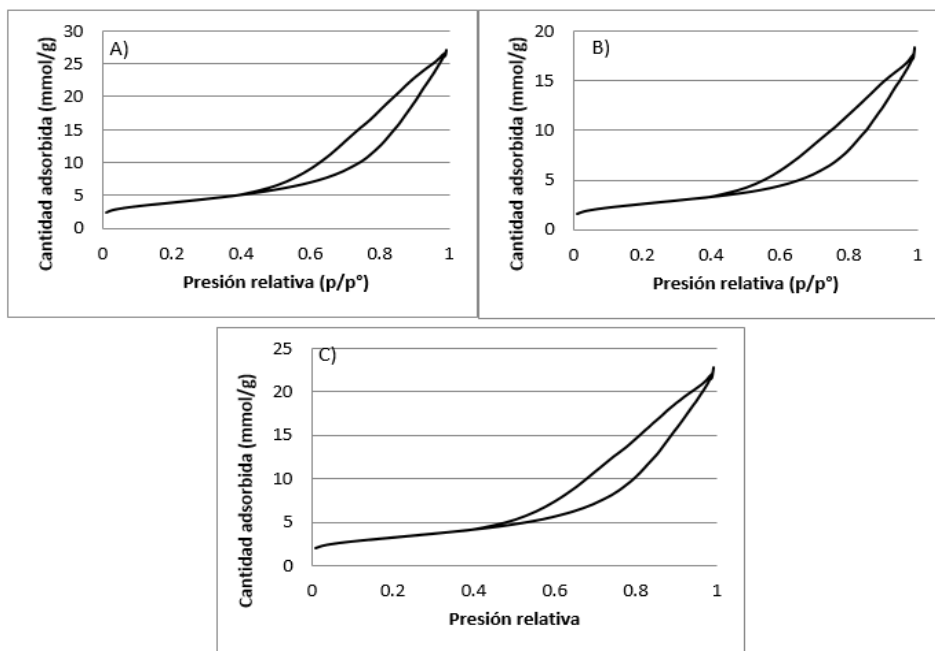 A)
Cantidad adsorbida (mmol/g)
30
25
20
15
10
5
0
0 0.2 0.4 0.6 0.8 1
Presión relativa (p/p°)
B)
Cantidad adsorbida (mmol/g)
20
15
10
5
0
0 0.2 0.4 0.6 0.8 1
Presión relativa (p/p°)
C)
Cantidad adsorbida (mmol/g)
25
20
15
10
5
0
0 0.2 0.4 0.6 0.8 1
Presión relativa